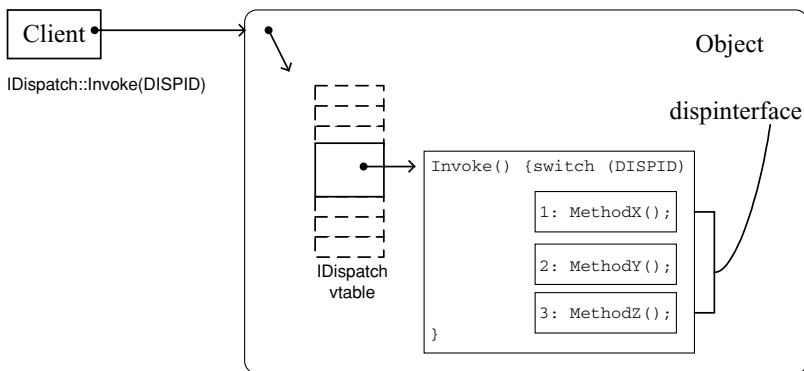 Client
IDispatch::Invoke(DISPID)
Object
dispinterface
Invoke() {switch (DISPID)
1: MethodX();
2: MethodY();
3: MethodZ();
}
IDispatch
vtable